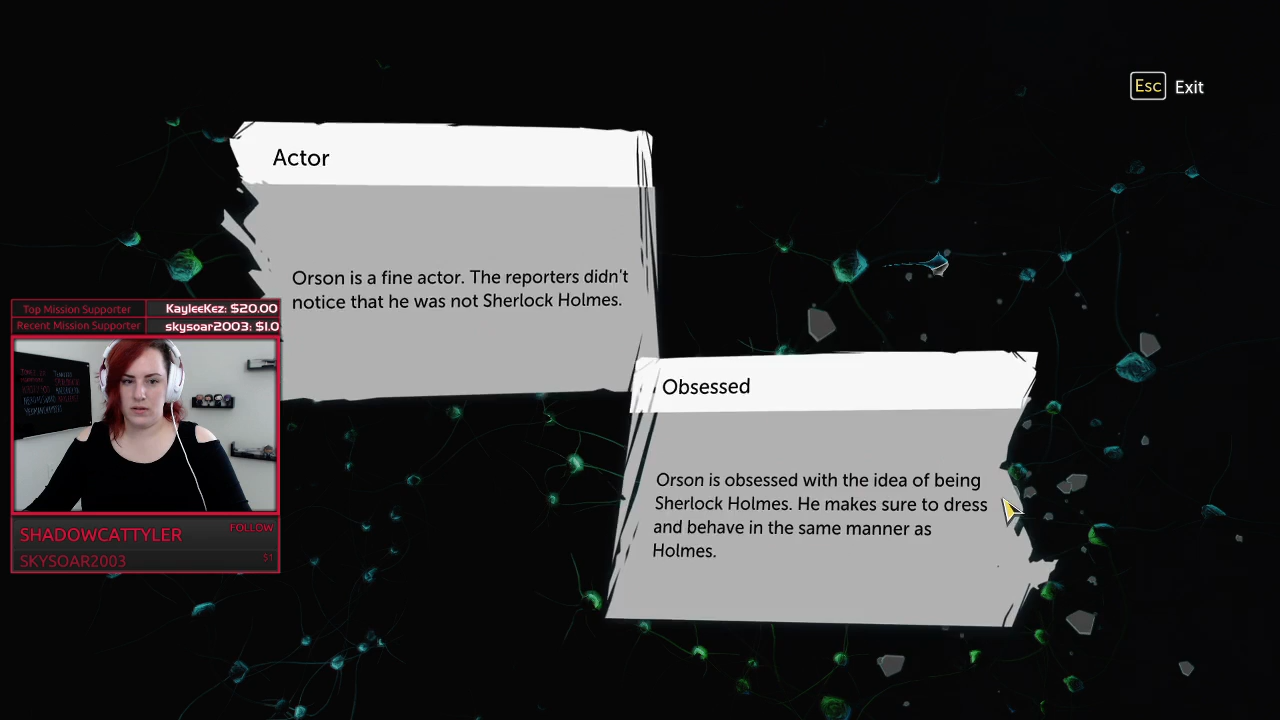 Esc Exit
Actor
Orson is a fine actor. The reporters didn't
notice that he was not Sherlock Holmes.
Top Mission Supporter KayleeKez: $20.00
Recent Mission Supporter skysoar2003: $1.0
Obsessed
Orson is obsessed with the idea of being
Sherlock Holmes. He makes sure to dress
and behave in the same manner as
Holmes.
SHADOWCATTYLER FOLLOW
SKYSOAR2003 $1